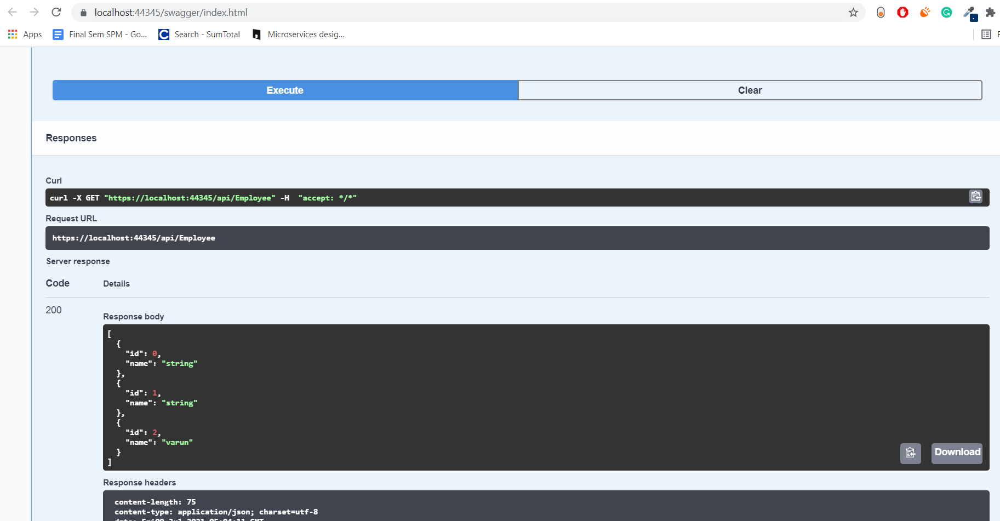 localhost:44345/swagger/index.html
Apps Final Sem SPM - Go... Search - SumTotal Microservices desig...
Execute Clear
Responses
Curl
curl -X GET "https://localhost:44345/api/Employee" -H  "accept: */*"
Request URL
https://localhost:44345/api/Employee
Server response
Code Details
200
Response body
[
  {
    "id": 0,
    "name": "string"
  },
  {
    "id": 1,
    "name": "string"
  },
  {
    "id": 2,
    "name": "varun"
  }
]
Download
Response headers
content-length: 75
content-type: application/json; charset=utf-8